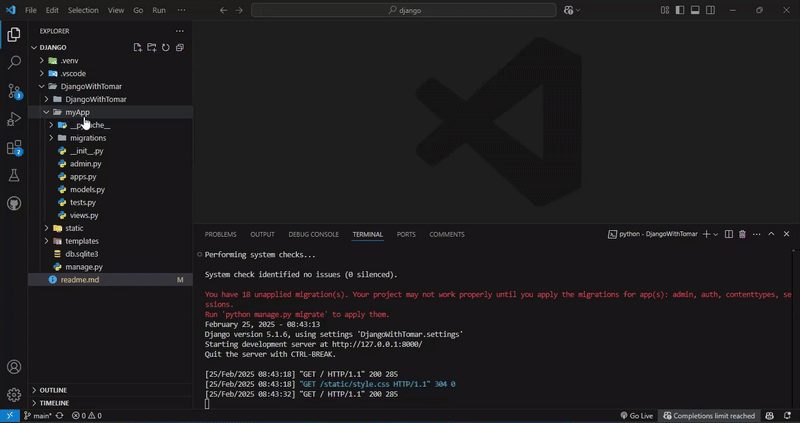 File Edit Selection View Go Run ...
django
EXPLORER
DJANGO
.venv
.vscode
DjangoWithTomar
DjangoWithTomar
myApp
migrations
__init__.py
admin.py
apps.py
models.py
tests.py
views.py
static
templates
db.sqlite3
manage.py
readme.md M
OUTLINE
TIMELINE
3
2
PROBLEMS OUTPUT DEBUG CONSOLE TERMINAL PORTS COMMENTS
python - DjangoWithTomar
Performing system checks...
System check identified no issues (0 silenced).
You have 18 unapplied migration(s). Your project may not work properly until you apply the migrations for app(s): admin, auth, contenttypes, se
ssions.
Run 'python manage.py migrate' to apply them.
February 25, 2025 - 08:43:13
Django version 5.1.6, using settings 'DjangoWithTomar.settings'
Starting development server at http://127.0.0.1:8000/
Quit the server with CTRL-BREAK.
[25/Feb/2025 08:43:18] "GET / HTTP/1.1" 200 285
[25/Feb/2025 08:43:18] "GET /static/style.css HTTP/1.1" 304 0
[25/Feb/2025 08:43:32] "GET / HTTP/1.1" 200 285
main* 0 0 Go Live Completions limit reached